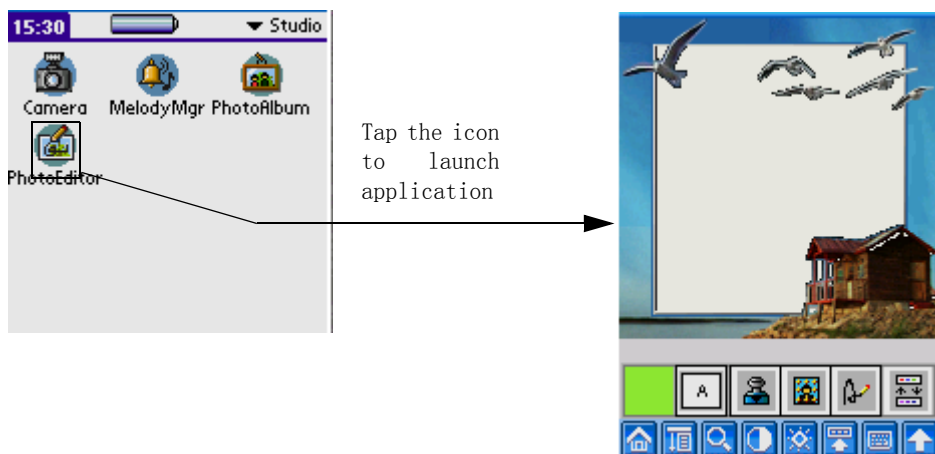 15:30 Studio
Camera MelodyMgr PhotoAlbum
PhotoEditor
Tap the icon
to launch
application
A